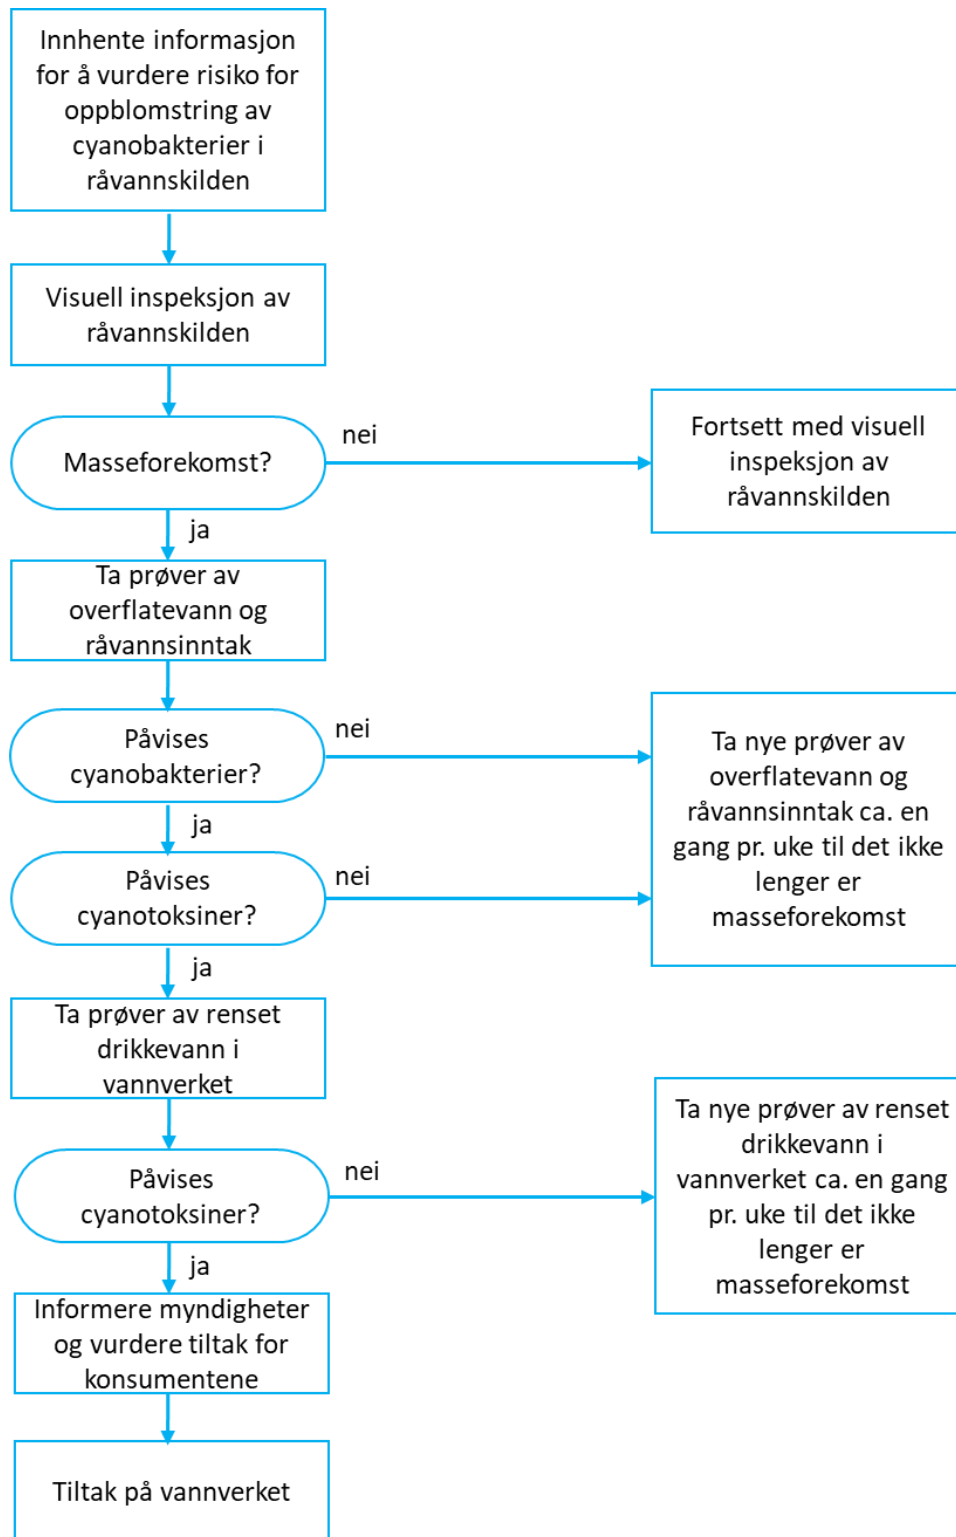 Innhente informasjon
for å vurdere risiko for
oppblomstring av
cyanobakterier i
råvannskilden
Visuell inspeksjon av
råvannskilden
Masseforekomst?
nei
Fortsett med visuell
inspeksjon av
råvannskilden
ja
Ta prøver av
overflatevann og
råvannsinntak
Påvises
cyanobakterier?
nei
Ta nye prøver av
overflatevann og
råvannsinntak ca. en
gang pr. uke til det ikke
lenger er
masseforekomst
ja
Påvises
cyanotoksiner?
nei
ja
Ta prøver av renset
drikkevann i
vannverket
Påvises
cyanotoksiner?
nei
Ta nye prøver av renset
drikkevann i
vannverket ca. en gang
pr. uke til det ikke
lenger er
masseforekomst
ja
Informere myndigheter
og vurdere tiltak for
konsumentene
Tiltak på vannverket